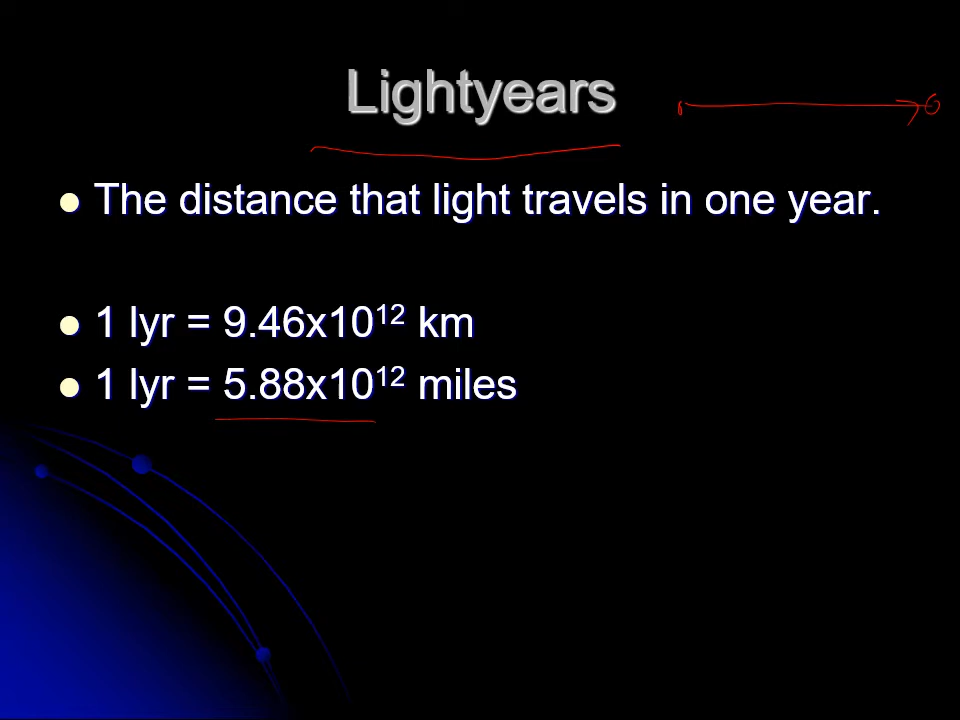 Lightyears
The distance that light travels in one year.
1 lyr = 9.46x10¹² km
1 lyr = 5.88x10¹² miles